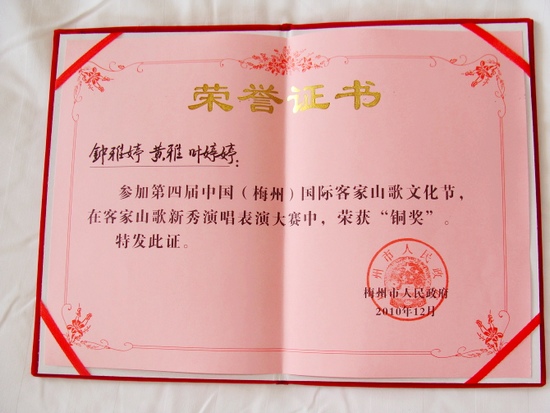 荣誉证书
钟雅婷 黄雅 叶婷婷:
参加第四届中国（梅州）国际客家山歌文化节，
在客家山歌新秀演唱表演大赛中，荣获“铜奖”。
特发此证。
梅州市人民政府
梅州市人民政府
2010年12月